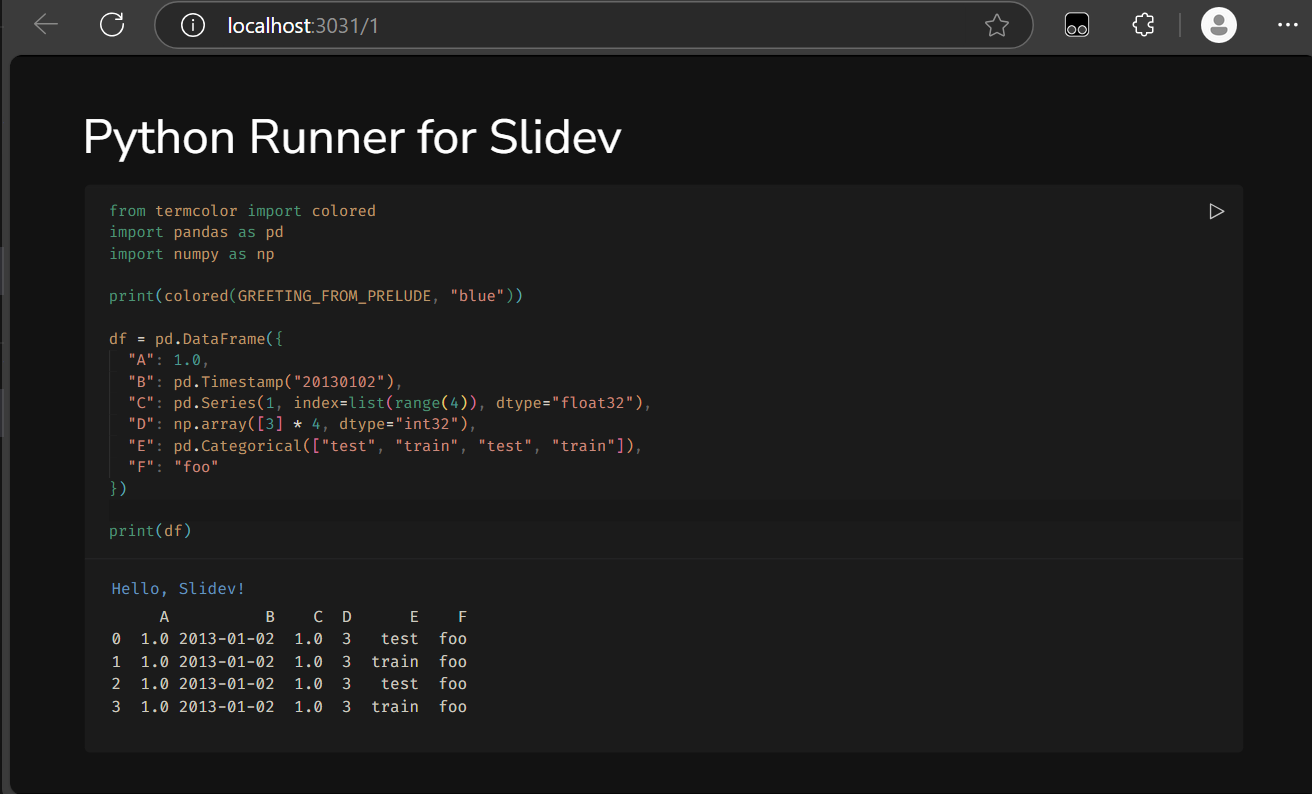 localhost:3031/1
Python Runner for Slidev
from termcolor import colored
import pandas as pd
import numpy as np
print(colored(GREETING_FROM_PRELUDE, "blue"))
df = pd.DataFrame({
  "A": 1.0,
  "B": pd.Timestamp("20130102"),
  "C": pd.Series(1, index=list(range(4)), dtype="float32"),
  "D": np.array([3] * 4, dtype="int32"),
  "E": pd.Categorical(["test", "train", "test", "train"]),
  "F": "foo"
})
print(df)
Hello, Slidev!
     A          B    C  D      E    F
0  1.0 2013-01-02  1.0  3   test  foo
1  1.0 2013-01-02  1.0  3  train  foo
2  1.0 2013-01-02  1.0  3   test  foo
3  1.0 2013-01-02  1.0  3  train  foo